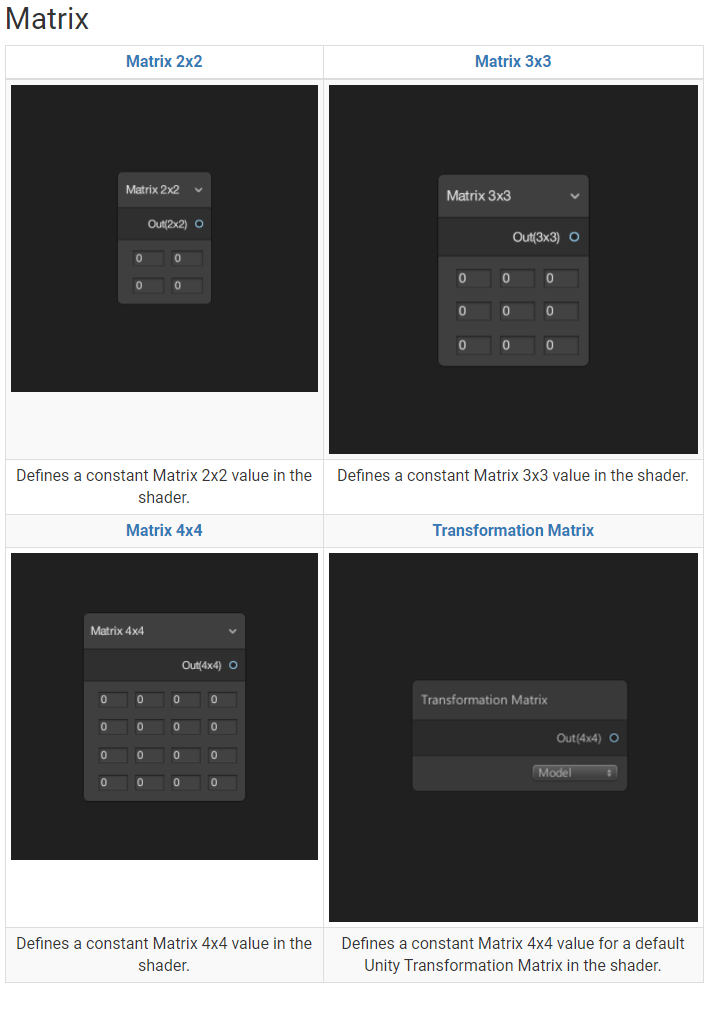 Matrix
Matrix 2x2
Matrix 3x3
Matrix 2x2
Out(2x2)
0 0
0 0
Matrix 3x3
Out(3x3)
0 0 0
0 0 0
0 0 0
Defines a constant Matrix 2x2 value in the
shader.
Defines a constant Matrix 3x3 value in the shader.
Matrix 4x4
Transformation Matrix
Matrix 4x4
Out(4x4)
0 0 0 0
0 0 0 0
0 0 0 0
0 0 0 0
Transformation Matrix
Out(4x4)
Model
Defines a constant Matrix 4x4 value in the
shader.
Defines a constant Matrix 4x4 value for a default
Unity Transformation Matrix in the shader.